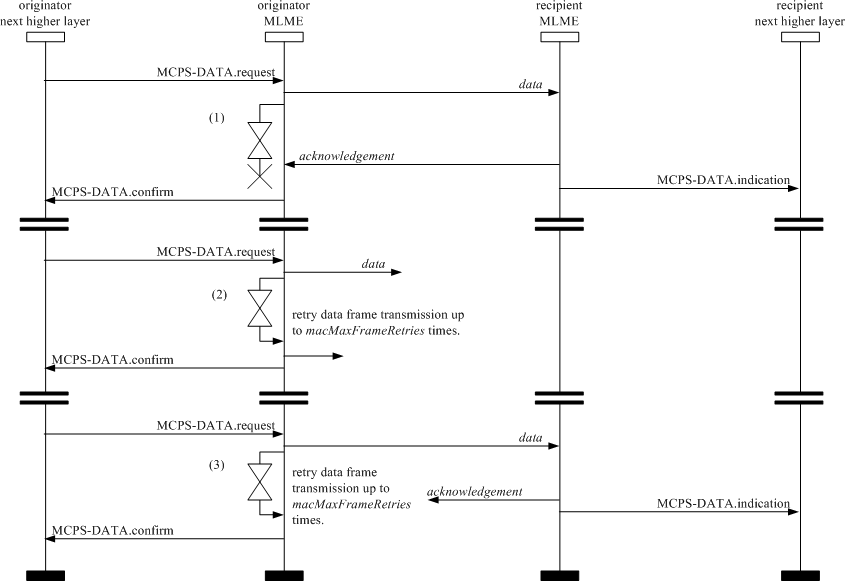 originator
next higher layer
originator
MLME
recipient
MLME
recipient
next higher layer
MCPS-DATA.request
data
(1)
acknowledgement
MCPS-DATA.indication
MCPS-DATA.confirm
MCPS-DATA.request
data
(2)
retry data frame transmission up
to macMaxFrameRetries times.
MCPS-DATA.confirm
MCPS-DATA.request
data
(3)
retry data frame
transmission up to
macMaxFrameRetries
times.
acknowledgement
MCPS-DATA.indication
MCPS-DATA.confirm